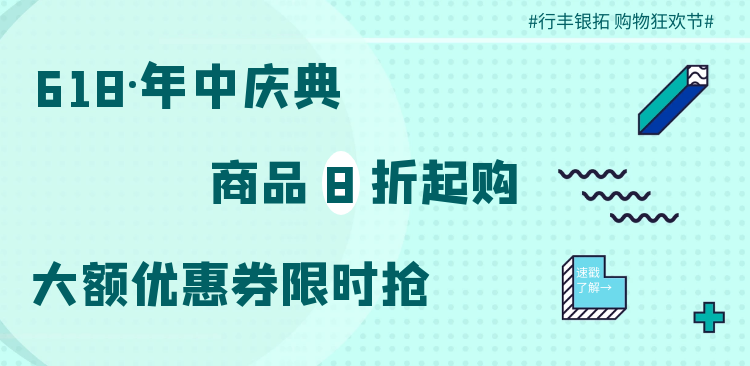 #行丰银拓 购物狂欢节#
618·年中庆典
商品 8 折起购
大额优惠券限时抢
速戳
了解→